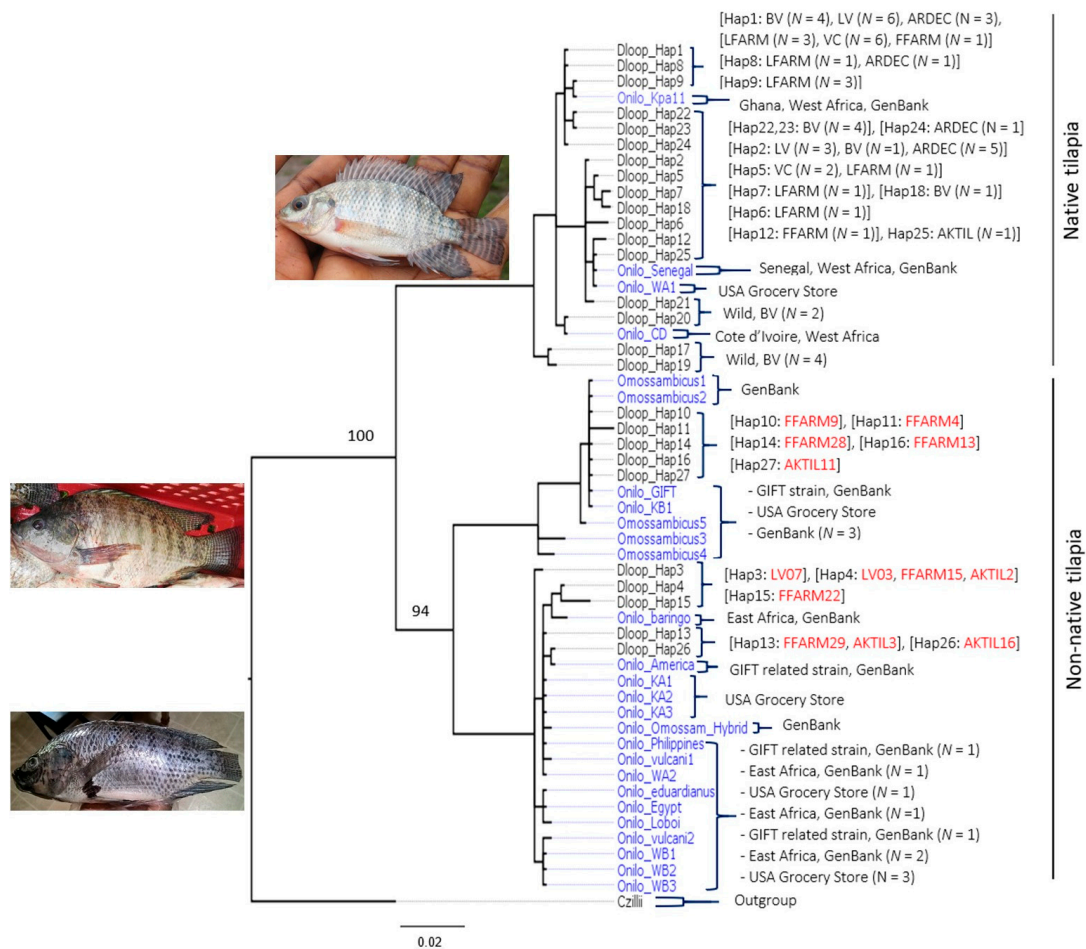 [Hap1: BV (N = 4), LV (N = 6), ARDEC (N = 3),
[LFARM (N = 3), VC (N = 6), FFARM (N = 1)]
Dloop_Hap1
Dloop_Hap8 [Hap8: LFARM (N = 1), ARDEC (N = 1)]
Dloop_Hap9 [Hap9: LFARM (N = 3)]
Onilo_Kpa11 Ghana, West Africa, GenBank
Dloop_Hap22
Dloop_Hap23 [Hap22,23: BV (N = 4)], [Hap24: ARDEC (N = 1]
Dloop_Hap24 [Hap2: LV (N = 3), BV (N =1), ARDEC (N = 5)]
Dloop_Hap2
Dloop_Hap5 [Hap5: VC (N = 2), LFARM (N = 1)]
Dloop_Hap7 [Hap7: LFARM (N = 1)], [Hap18: BV (N = 1)]
Dloop_Hap18
Dloop_Hap6 [Hap6: LFARM (N = 1)]
Dloop_Hap12 [Hap12: FFARM (N = 1)], Hap25: AKTIL (N =1)]
Dloop_Hap25
Onilo_Senegal Senegal, West Africa, GenBank
Onilo_WA1 USA Grocery Store
Dloop_Hap21
Dloop_Hap20 Wild, BV (N = 2)
Onilo_CD Cote d'Ivoire, West Africa
Dloop_Hap17
Dloop_Hap19 Wild, BV (N = 4)
Native tilapia
Omossambicus1
Omossambicus2 GenBank
Dloop_Hap10
Dloop_Hap11 [Hap10: FFARM9], [Hap11: FFARM4]
Dloop_Hap14 [Hap14: FFARM28], [Hap16: FFARM13]
Dloop_Hap16
Dloop_Hap27 [Hap27: AKTIL11]
Onilo_GIFT - GIFT strain, GenBank
Onilo_KB1 - USA Grocery Store
Omossambicus5 - GenBank (N = 3)
Omossambicus3
Omossambicus4
Dloop_Hap3 [Hap3: LV07], [Hap4: LV03, FFARM15, AKTIL2]
Dloop_Hap4
Dloop_Hap15 [Hap15: FFARM22]
Onilo_baringo East Africa, GenBank
Dloop_Hap13 [Hap13: FFARM29, AKTIL3], [Hap26: AKTIL16]
Dloop_Hap26
Onilo_America GIFT related strain, GenBank
Onilo_KA1
Onilo_KA2 USA Grocery Store
Onilo_KA3
Onilo_Omossam_Hybrid GenBank
Onilo_Philippines - GIFT related strain, GenBank (N = 1)
Onilo_vulcani1 - East Africa, GenBank (N = 1)
Onilo_WA2 - USA Grocery Store (N = 1)
Onilo_eduardianus - East Africa, GenBank (N =1)
Onilo_Egypt - GIFT related strain, GenBank (N = 1)
Onilo_Loboi - East Africa, GenBank (N = 2)
Onilo_vulcani2 - USA Grocery Store (N = 3)
Onilo_WB1
Onilo_WB2
Onilo_WB3
Non-native tilapia
Czillii Outgroup
100
94
0.02